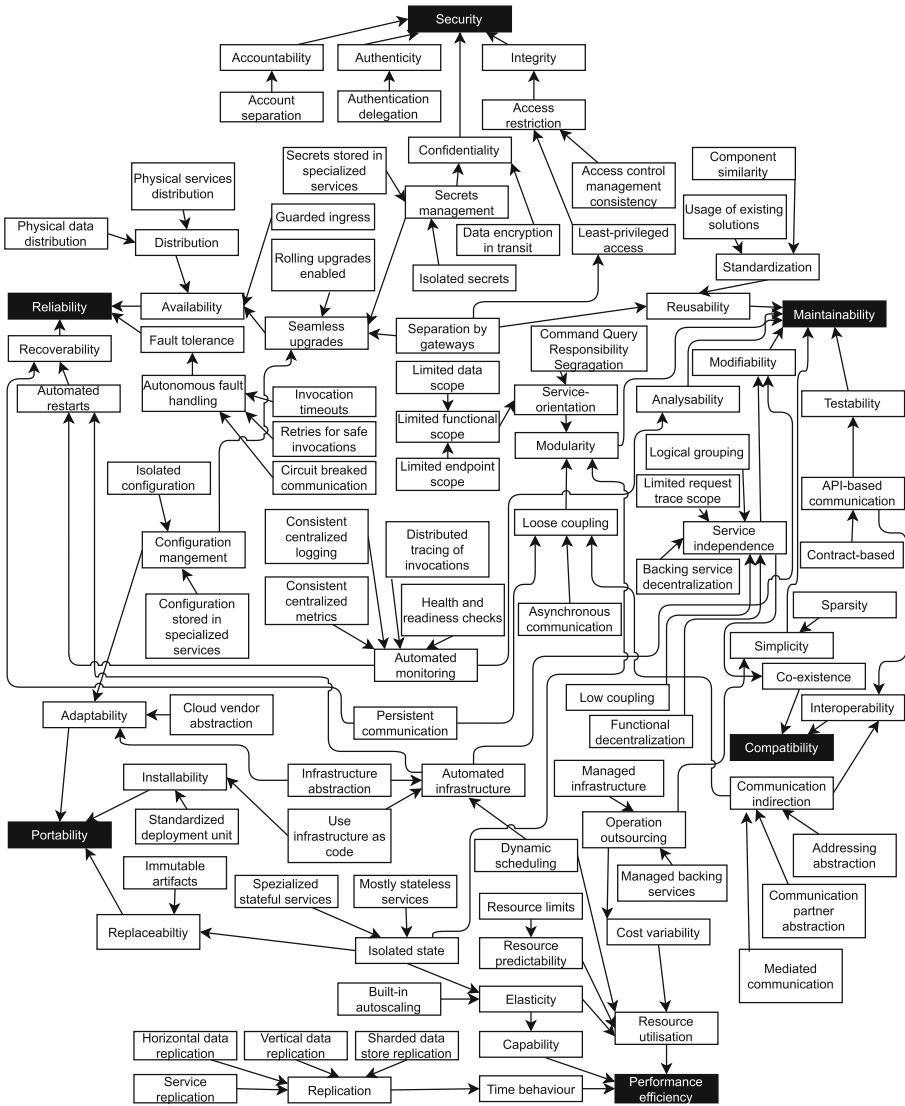 Security
Accountability
Authenticity
Integrity
Account
separation
Authentication
delegation
Access
restriction
Confidentiality
Secrets stored in
specialized
services
Access control
management
consistency
Component
similarity
Physical services
distribution
Secrets
management
Usage of existing
solutions
Guarded ingress
Physical data
distribution
Distribution
Data encryption
in transit
Least-privileged
access
Rolling upgrades
enabled
Isolated secrets
Standardization
Reliability
Availability
Reusability
Maintainability
Seamless
upgrades
Separation by
gateways
Fault tolerance
Recoverability
Command Query
Responsibility
Segragation
Modifiability
Limited data
scope
Automated
restarts
Autonomous fault
handling
Invocation
timeouts
Service-
orientation
Analysability
Testability
Limited functional
scope
Retries for safe
invocations
Modularity
Logical grouping
Isolated
configuration
Circuit breaked
communication
Limited endpoint
scope
Limited request
trace scope
API-based
communication
Consistent
centralized
logging
Loose coupling
Configuration
mangement
Distributed
tracing of
invocations
Service
independence
Contract-based
Backing service
decentralization
Consistent
centralized
metrics
Configuration
stored in
specialized
services
Health and
readiness checks
Asynchronous
communication
Sparsity
Simplicity
Automated
monitoring
Co-existence
Low coupling
Adaptability
Cloud vendor
abstraction
Persistent
communication
Functional
decentralization
Interoperability
Compatibility
Installability
Infrastructure
abstraction
Automated
infrastructure
Managed
infrastructure
Communication
indirection
Portability
Standardized
deployment unit
Use
infrastructure as
code
Operation
outsourcing
Dynamic
scheduling
Addressing
abstraction
Immutable
artifacts
Managed backing
services
Spezialized
stateful services
Mostly stateless
services
Communication
partner
abstraction
Resource limits
Replaceabiltiy
Cost variability
Isolated state
Resource
predictability
Mediated
communication
Built-in
autoscaling
Elasticity
Resource
utilisation
Capability
Horizontal data
replication
Vertical data
replication
Sharded data
store replication
Service
replication
Replication
Time behaviour
Performance
efficiency